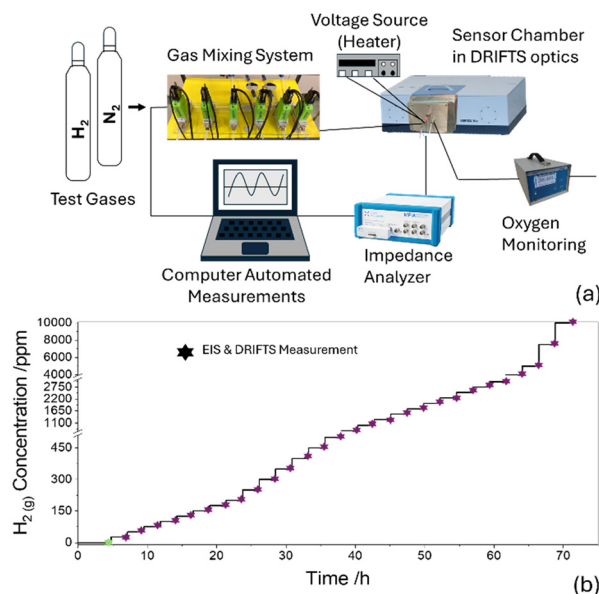 Voltage Source
(Heater)
Sensor Chamber
in DRIFTS optics
Gas Mixing System
H2
N2
Test Gases
Oxygen
Monitoring
Impedance
Analyzer
Computer Automated
Measurements
(a)
H2(g) Concentration /ppm
10000
8000
6000
4000
2750
2200
1650
1100
450
300
150
0
EIS & DRIFTS Measurement
0 10 20 30 40 50 60 70
Time /h
(b)